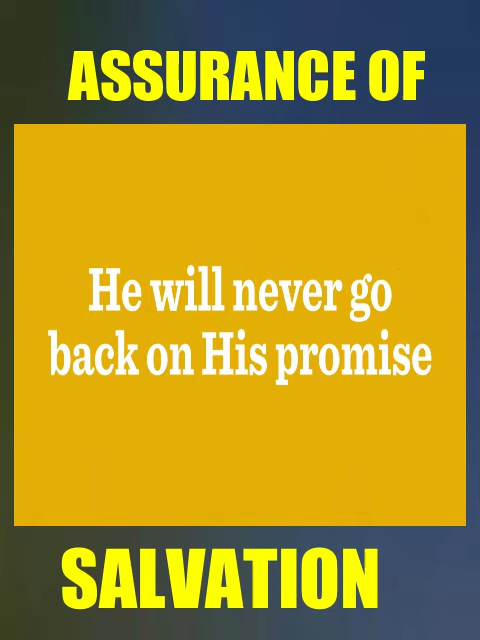 ASSURANCE OF
He will never go
back on His promise
SALVATION